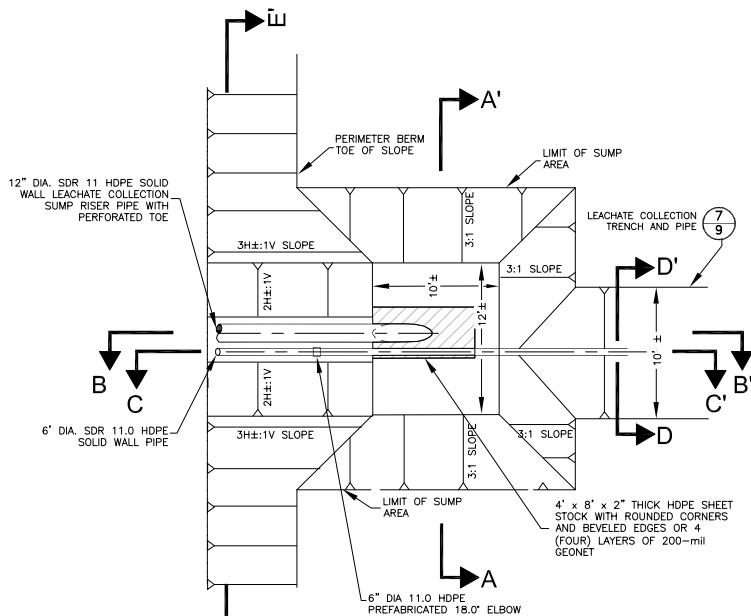 E'
A'
PERIMETER BERM
TOE OF SLOPE
LIMIT OF SUMP
AREA
12" DIA. SDR 11 HDPE SOLID
WALL LEACHATE COLLECTION
SUMP RISER PIPE WITH
PERFORATED TOE
LEACHATE COLLECTION
TRENCH AND PIPE
7
9
3:1 SLOPE
3:1 SLOPE
3H±:1V SLOPE
3:1 SLOPE
D'
2H±:1V
10'±
12'±
10' ±
B
C
C'
B'
2H±:1V
6' DIA. SDR 11.0 HDPE
SOLID WALL PIPE
3H±:1V SLOPE
3:1 SLOPE
3:1 SLOPE
D
LIMIT OF SUMP
AREA
4' x 8' x 2" THICK HDPE SHEET
STOCK WITH ROUNDED CORNERS
AND BEVELED EDGES OR 4
(FOUR) LAYERS OF 200-mil
GEONET
A
6" DIA 11.0 HDPE
PREFABRICATED 18.0° ELBOW